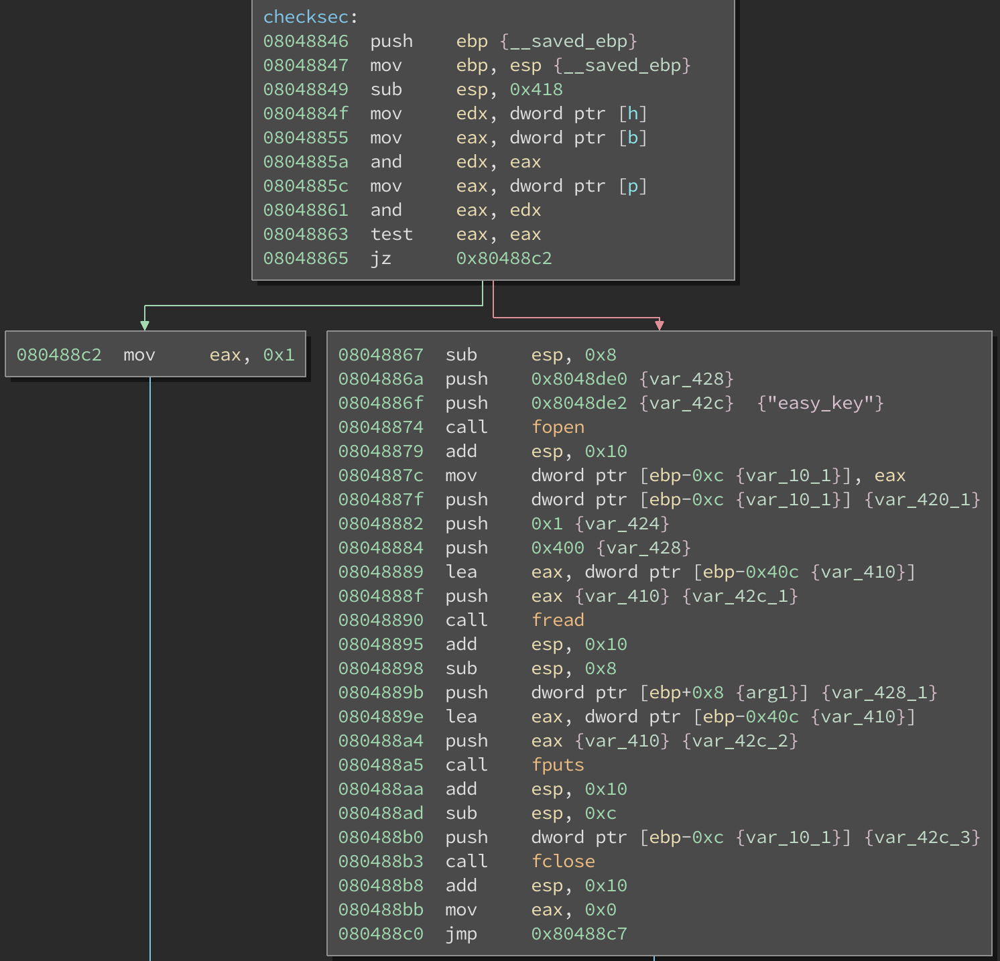 checksec:
08048846 push ebp {__saved_ebp}
08048847 mov ebp, esp {__saved_ebp}
08048849 sub esp, 0x418
0804884f mov edx, dword ptr [h]
08048855 mov eax, dword ptr [b]
0804885a and edx, eax
0804885c mov eax, dword ptr [p]
08048861 and eax, edx
08048863 test eax, eax
08048865 jz 0x80488c2
080488c2 mov eax, 0x1
08048867 sub esp, 0x8
0804886a push 0x8048de0 {var_428}
0804886f push 0x8048de2 {var_42c} {"easy_key"}
08048874 call fopen
08048879 add esp, 0x10
0804887c mov dword ptr [ebp-0xc {var_10_1}], eax
0804887f push dword ptr [ebp-0xc {var_10_1}] {var_420_1}
08048882 push 0x1 {var_424}
08048884 push 0x400 {var_428}
08048889 lea eax, dword ptr [ebp-0x40c {var_410}]
0804888f push eax {var_410} {var_42c_1}
08048890 call fread
08048895 add esp, 0x10
08048898 sub esp, 0x8
0804889b push dword ptr [ebp+0x8 {arg1}] {var_428_1}
0804889e lea eax, dword ptr [ebp-0x40c {var_410}]
080488a4 push eax {var_410} {var_42c_2}
080488a5 call fputs
080488aa add esp, 0x10
080488ad sub esp, 0xc
080488b0 push dword ptr [ebp-0xc {var_10_1}] {var_42c_3}
080488b3 call fclose
080488b8 add esp, 0x10
080488bb mov eax, 0x0
080488c0 jmp 0x80488c7